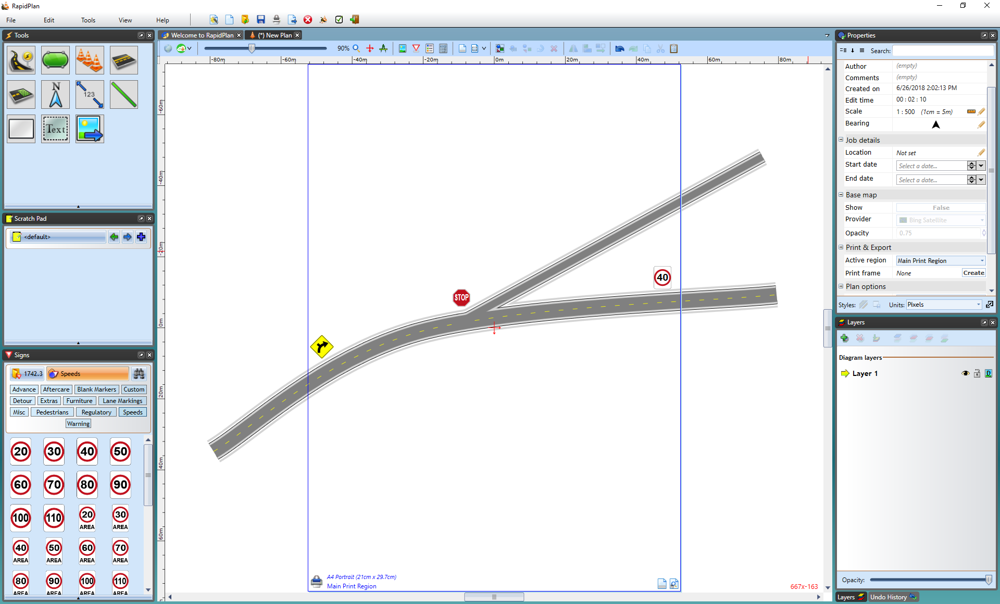 RapidPlan
File Edit Tools View Help
Tools
N
123
Text
Scratch Pad
<default>
Signs
1742.3 Speeds
Advance Aftercare Blank Markers Custom
Detour Extras Furniture Lane Markings
Misc Pedestrians Regulatory Speeds
Warning
20 30 40 50
60 70 80 90
100 110 20 AREA 30 AREA
40 AREA 50 AREA 60 AREA 70 AREA
80 AREA 90 AREA 100 AREA 110 AREA
Welcome to RapidPlan (*) New Plan
90%
-80m -60m -40m -20m 0m 20m 40m 60m 80m
-60m
-40m
-20m
0m
20m
40m
60m
40
STOP
A4 Portrait (21cm x 29.7cm)
Main Print Region
667x-163
Properties
Search:
Author (empty)
Comments (empty)
Created on 6/26/2018 2:02:13 PM
Edit time 00 : 02 : 10
Scale 1 : 500 (1cm = 5m)
Bearing
Job details
Location Not set
Start date Select a date...
End date Select a date...
Base map
Show False
Provider Bing Satellite
Opacity 0.75
Print & Export
Active region Main Print Region
Print frame None Create
Plan options
Styles: Units: Pixels
Layers
Diagram layers
Layer 1 D
Opacity:
Layers Undo History